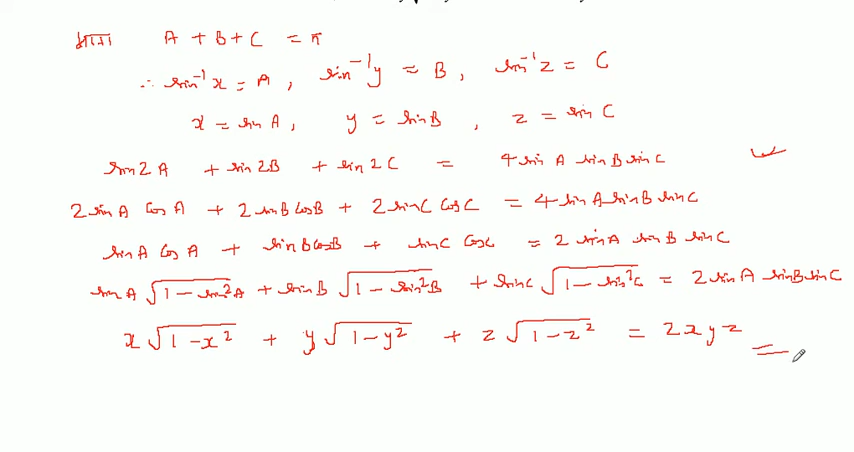 माना A + B + C = π
∴ sin⁻¹x = A, sin⁻¹y = B, sin⁻¹z = C
x = sin A, y = sin B, z = sin C
sin 2A + sin 2B + sin 2C = 4 sin A sin B sin C
2 sin A cos A + 2 sin B cos B + 2 sin C cos C = 4 sin A sin B sin C
sin A cos A + sin B cos B + sin C cos C = 2 sin A sin B sin C
sin A √(1 - sin²A) + sin B √(1 - sin²B) + sin C √(1 - sin²C) = 2 sin A sin B sin C
x √(1 - x²) + y √(1 - y²) + z √(1 - z²) = 2xyz